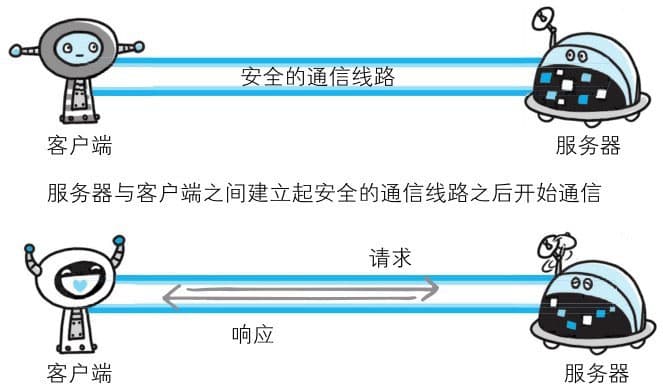 安全的通信线路
客户端 服务器
服务器与客户端之间建立起安全的通信线路之后开始通信
请求
响应
客户端 服务器